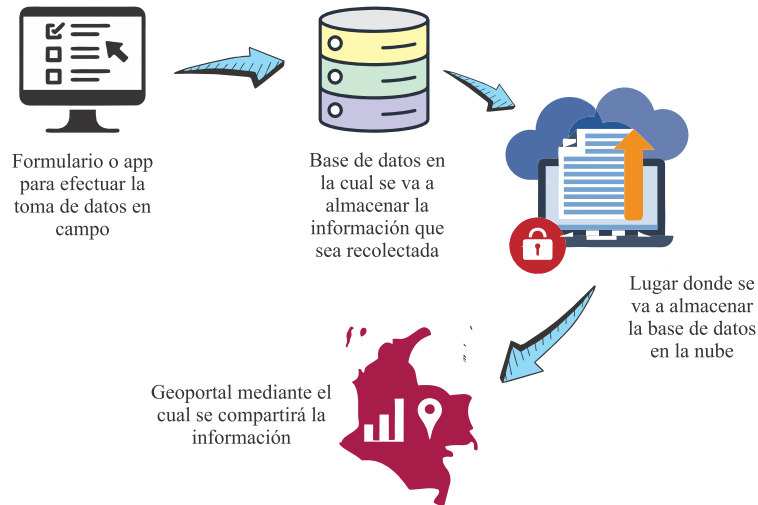 Formulario o app
para efectuar la
toma de datos en
campo
Base de datos en
la cual se va a
almacenar la
información que
sea recolectada
Lugar donde se
va a almacenar
la base de datos
en la nube
Geoportal mediante el
cual se compartirá la
información